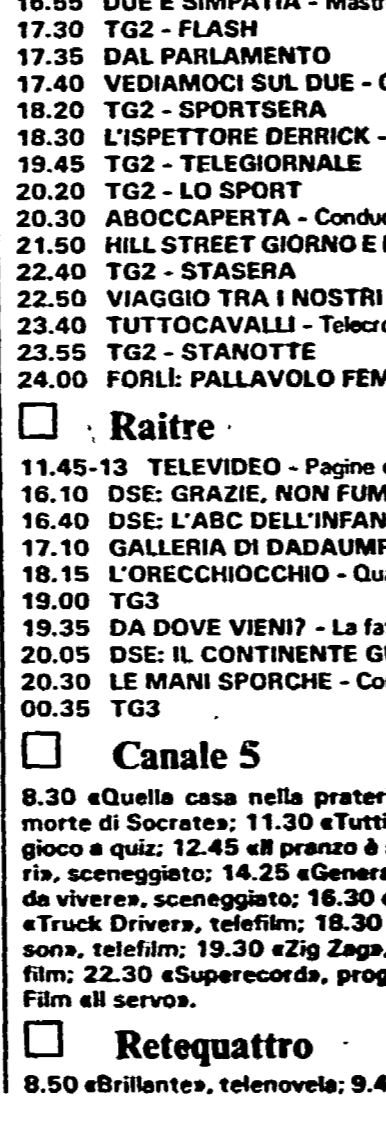 16.55 DUE E SIMPATIA - Mastr
17.30 TG2 - FLASH
17.35 DAL PARLAMENTO
17.40 VEDIAMOCI SUL DUE -
18.20 TG2 - SPORTSERA
18.30 L'ISPETTORE DERRICK -
19.45 TG2 - TELEGIORNALE
20.20 TG2 - LO SPORT
20.30 ABOCCAPERTA - Conduc
21.50 HILL STREET GIORNO E
22.40 TG2 - STASERA
22.50 VIAGGIO TRA I NOSTRI
23.40 TUTTOCAVALLI - Telecro
23.55 TG2 - STANOTTE
24.00 FORLÌ: PALLAVOLO FEM
Raitre
11.45-13 TELEVIDEO - Pagine
16.10 DSE: GRAZIE, NON FUM
16.40 DSE: L'ABC DELL'INFAN
17.10 GALLERIA DI DADAUMP
18.15 L'ORECCHIOCCHIO - Qua
19.00 TG3
19.35 DA DOVE VIENI? - La fa
20.05 DSE: IL CONTINENTE GU
20.30 LE MANI SPORCHE - Co
00.35 TG3
Canale 5
8.30 «Quella casa nella prater
morte di Socrate»; 11.30 «Tutti
gioco a quiz; 12.45 «Il pranzo è
ri», sceneggiato; 14.25 «Genera
da vivere», sceneggiato; 16.30
«Truck Driver», telefilm; 18.30
son», telefilm; 19.30 «Zig Zag»,
film; 22.30 «Superecord», prog
Film «Il servo».
Retequattro
8.50 «Brillante», telenovela; 9.4